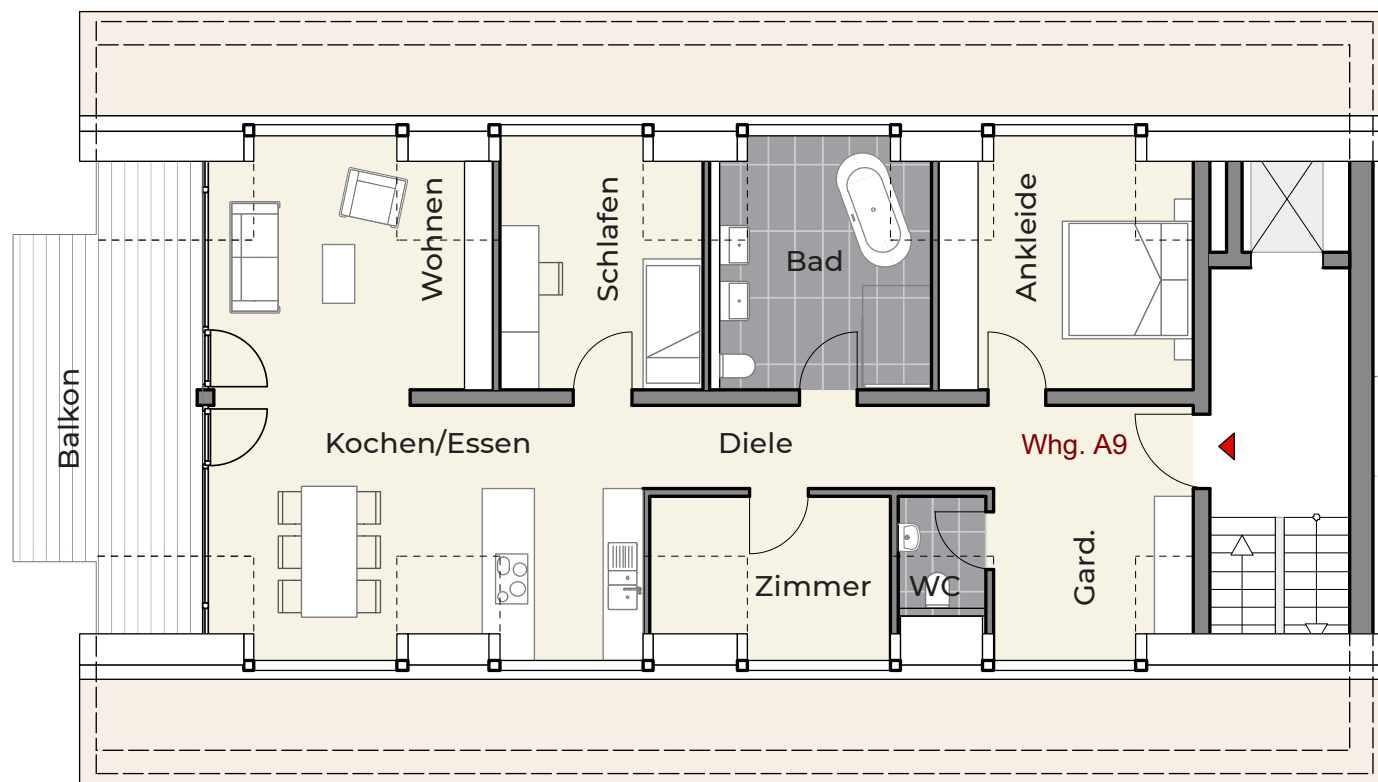 Wohnen
Schlafen
Bad
Ankleide
Balkon
Kochen/Essen
Diele
Whg. A9
Zimmer
WC
Gard.